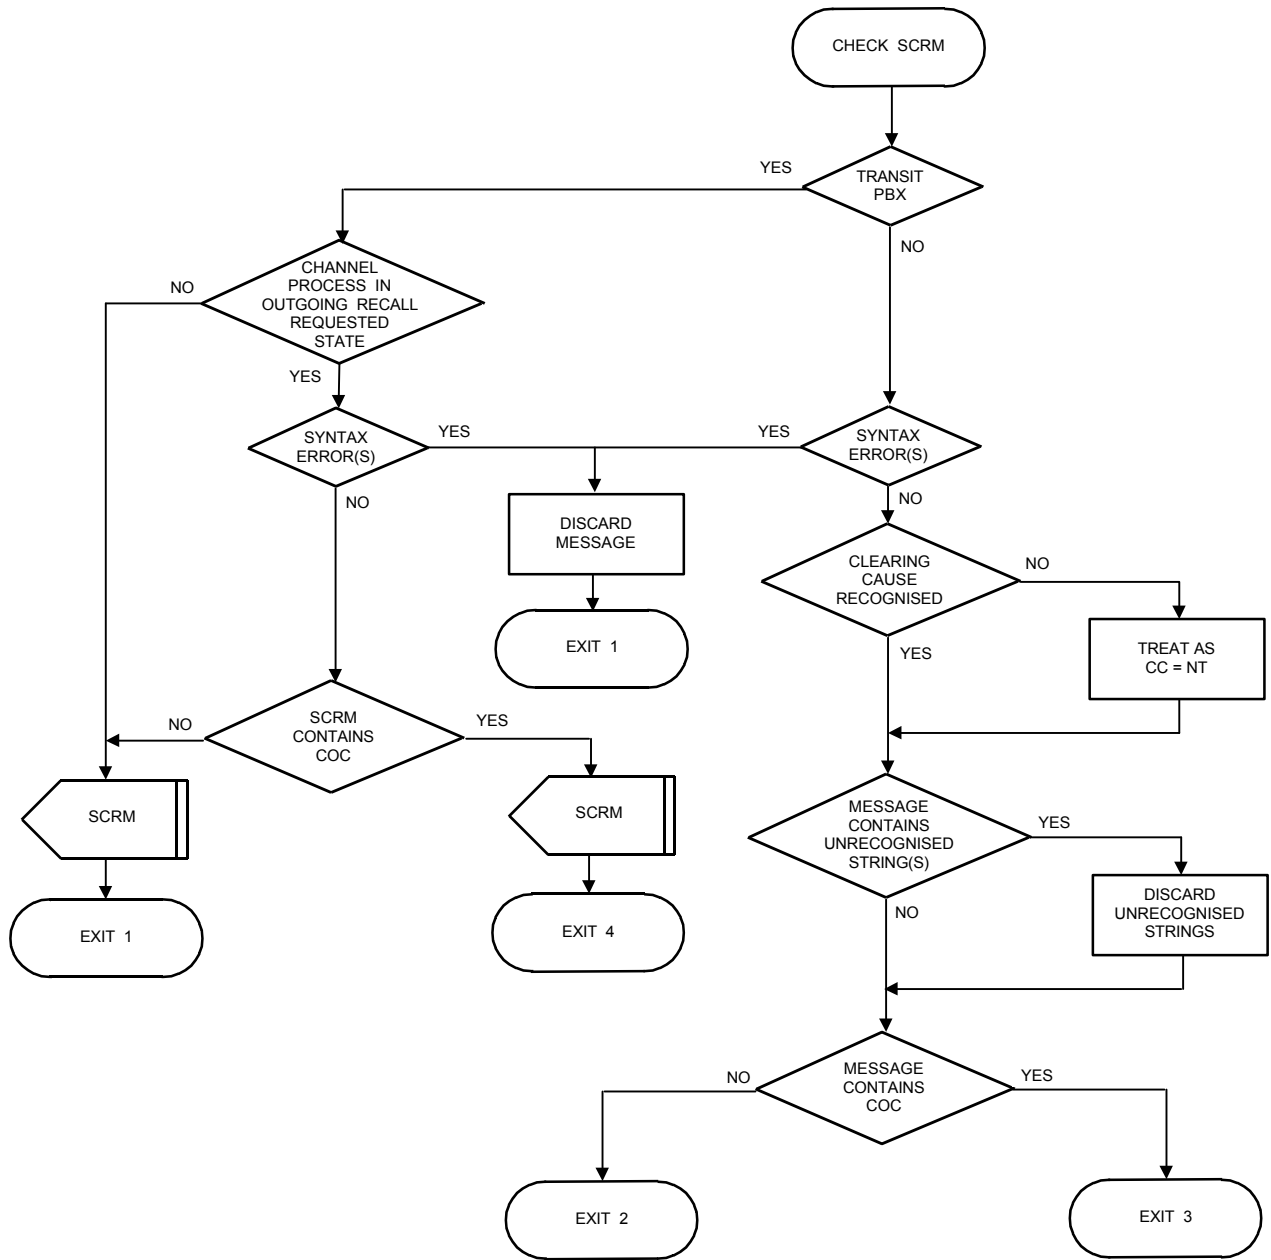 CHECK SCRM
YES
TRANSIT
PBX
NO
CHANNEL
PROCESS IN
OUTGOING RECALL
REQUESTED
STATE
NO
YES
SYNTAX
ERROR(S)
YES
NO
YES
SYNTAX
ERROR(S)
NO
DISCARD
MESSAGE
EXIT 1
CLEARING
CAUSE
RECOGNISED
NO
YES
TREAT AS
CC = NT
SCRM
CONTAINS
COC
NO
YES
SCRM
EXIT 1
SCRM
EXIT 4
MESSAGE
CONTAINS
UNRECOGNISED
STRING(S)
YES
NO
DISCARD
UNRECOGNISED
STRINGS
MESSAGE
CONTAINS
COC
NO
YES
EXIT 2
EXIT 3